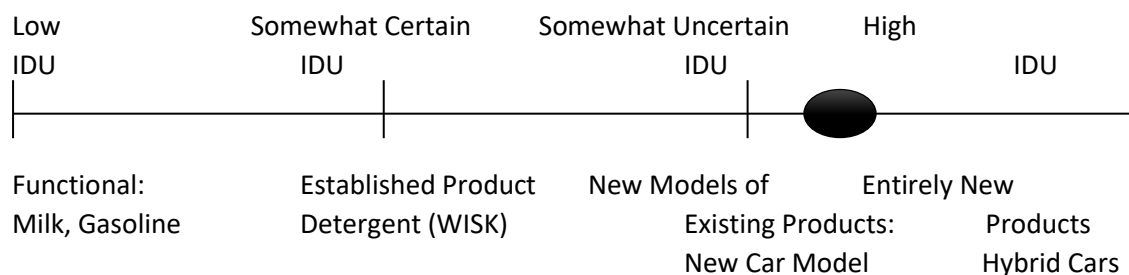 Low Somewhat Certain Somewhat Uncertain High
IDU IDU IDU IDU
Functional: Established Product New Models of Entirely New
Milk, Gasoline Detergent (WISK) Existing Products: Products
New Car Model Hybrid Cars